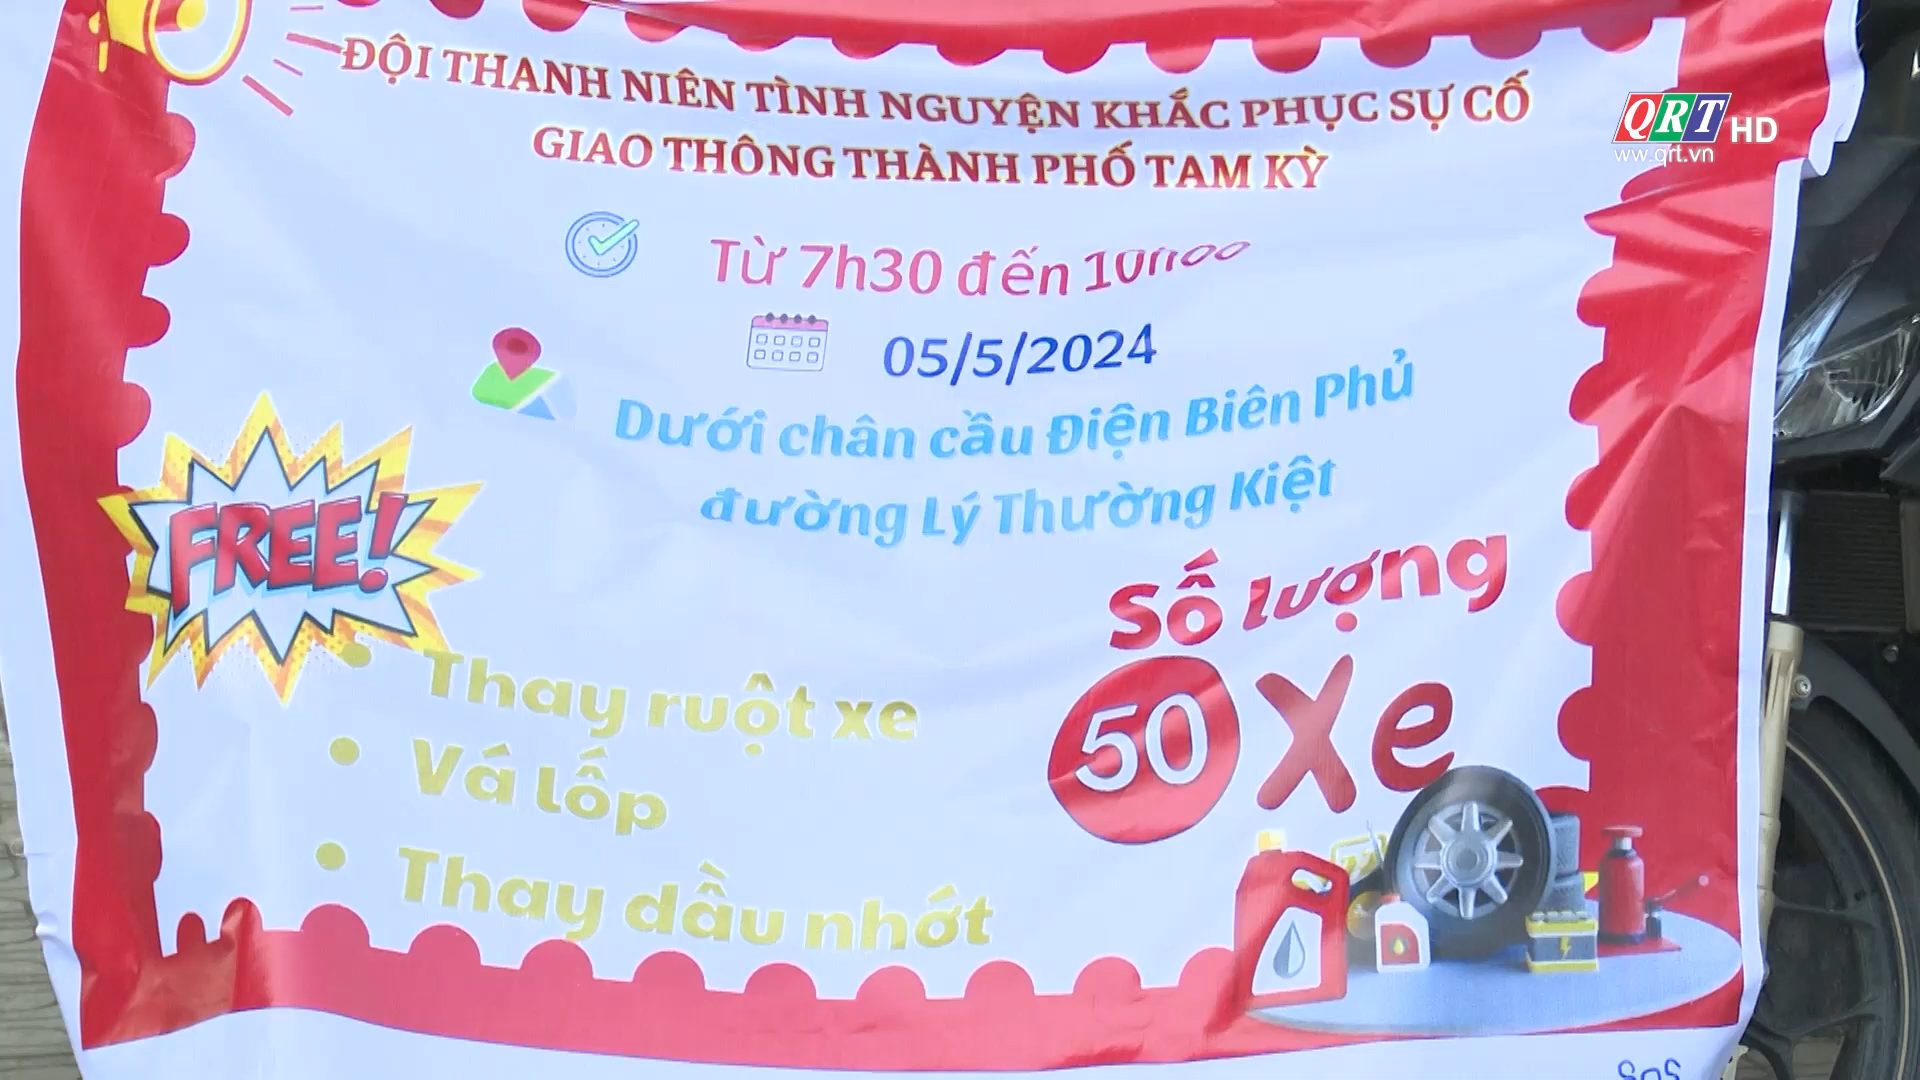 ĐỘI THANH NIÊN TÌNH NGUYỆN KHẮC PHỤC SỰ CỐ
GIAO THÔNG THÀNH PHỐ TAM KỲ
QRT HD
ww.qrt.vn
Từ 7h30 đến 10h00
05/5/2024
Dưới chân cầu Điện Biên Phủ
đường Lý Thường Kiệt
FREE!
Số lượng
50 Xe
• Thay ruột xe
• Vá lốp
• Thay dầu nhớt